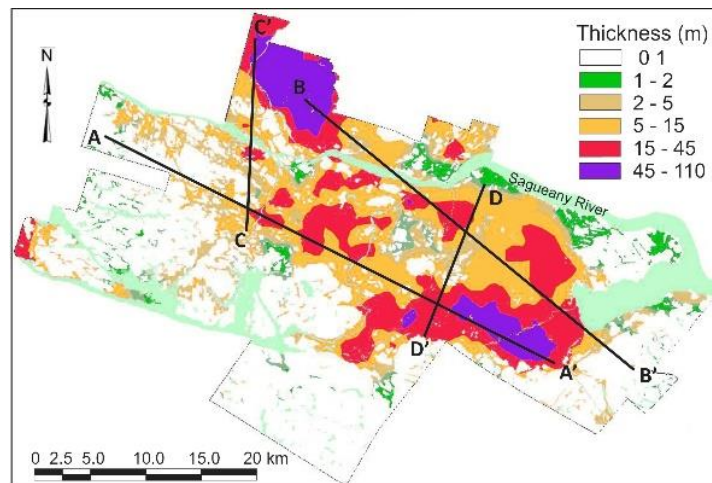 Thickness (m)
0 1
1 - 2
2 - 5
5 - 15
15 - 45
45 - 110
N
C'
B
A
Sagueany River
D
C
D'
A'
B'
0 2.5 5.0 10.0 15.0 20 km